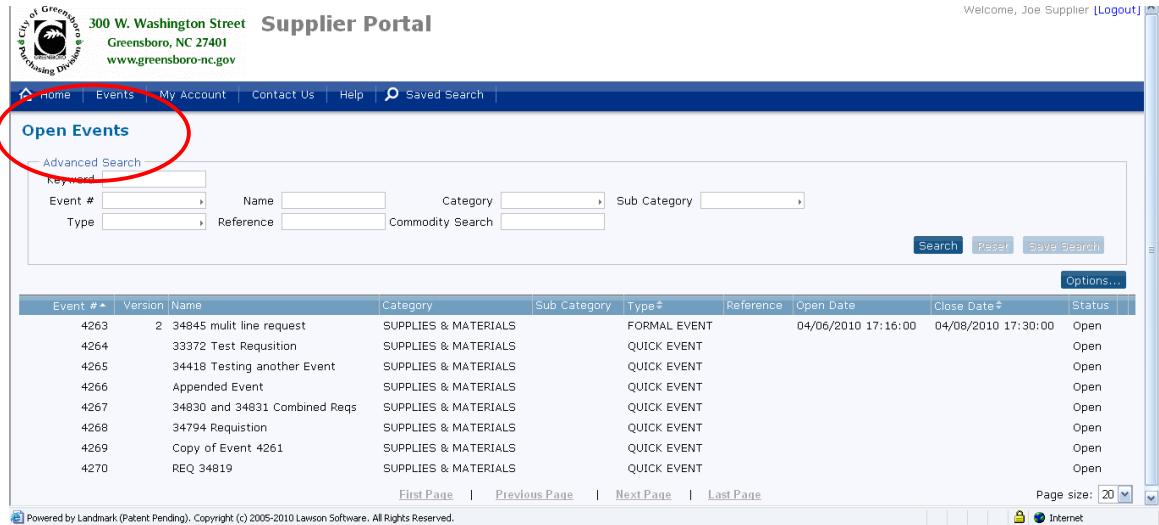 City of Greensboro
Purchasing Division
GREENSBORO
300 W. Washington Street
Greensboro, NC 27401
www.greensboro-nc.gov
Supplier Portal
Welcome, Joe Supplier [Logout]
Home Events My Account Contact Us Help Saved Search
Open Events
Advanced Search
Keyword
Event # Name Category Sub Category
Type Reference Commodity Search
Search Reset Save Search
Options...
Event # Version Name Category Sub Category Type Reference Open Date Close Date Status
4263 2 34845 mulit line request SUPPLIES & MATERIALS FORMAL EVENT 04/06/2010 17:16:00 04/08/2010 17:30:00 Open
4264 33372 Test Requsition SUPPLIES & MATERIALS QUICK EVENT Open
4265 34418 Testing another Event SUPPLIES & MATERIALS QUICK EVENT Open
4266 Appended Event SUPPLIES & MATERIALS QUICK EVENT Open
4267 34830 and 34831 Combined Reqs SUPPLIES & MATERIALS QUICK EVENT Open
4268 34794 Requistion SUPPLIES & MATERIALS QUICK EVENT Open
4269 Copy of Event 4261 SUPPLIES & MATERIALS QUICK EVENT Open
4270 REQ 34819 SUPPLIES & MATERIALS QUICK EVENT Open
First Page | Previous Page | Next Page | Last Page Page size: 20
Powered by Landmark (Patent Pending). Copyright (c) 2005-2010 Lawson Software. All Rights Reserved. Internet